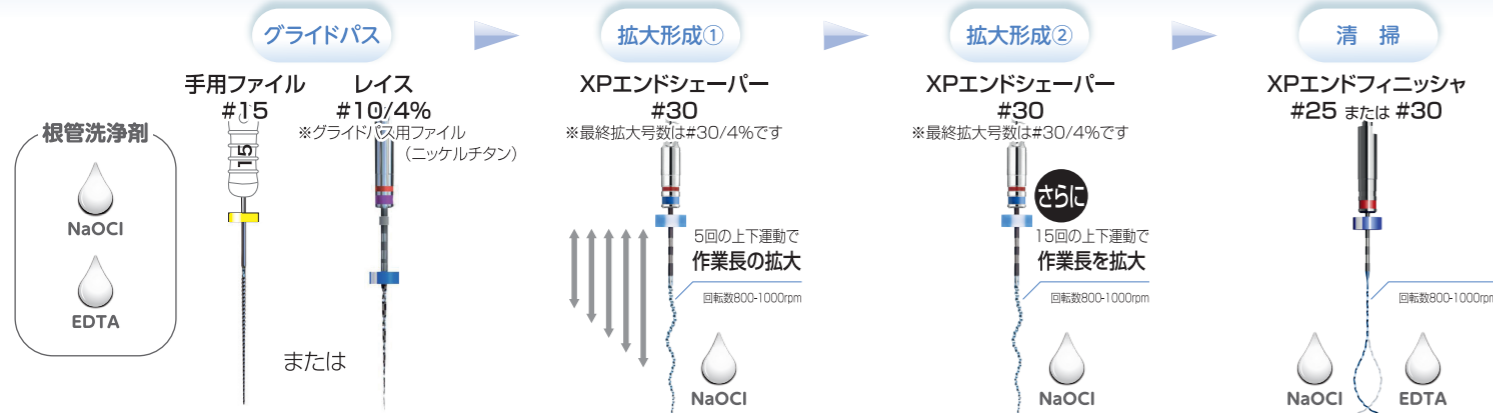 グライドパス
拡大形成①
拡大形成②
清 掃
根管洗浄剤
NaOCl
EDTA
手用ファイル
#15
15
または
レイス
#10/4%
※グライドパス用ファイル
（ニッケルチタン）
XPエンドシェーパー
#30
※最終拡大号数は#30/4%です
5回の上下運動で
作業長の拡大
回転数800-1000rpm
NaOCl
XPエンドシェーパー
#30
※最終拡大号数は#30/4%です
さらに
15回の上下運動で
作業長を拡大
回転数800-1000rpm
NaOCl
XPエンドフィニッシャ
#25 または #30
回転数800-1000rpm
NaOCl
EDTA